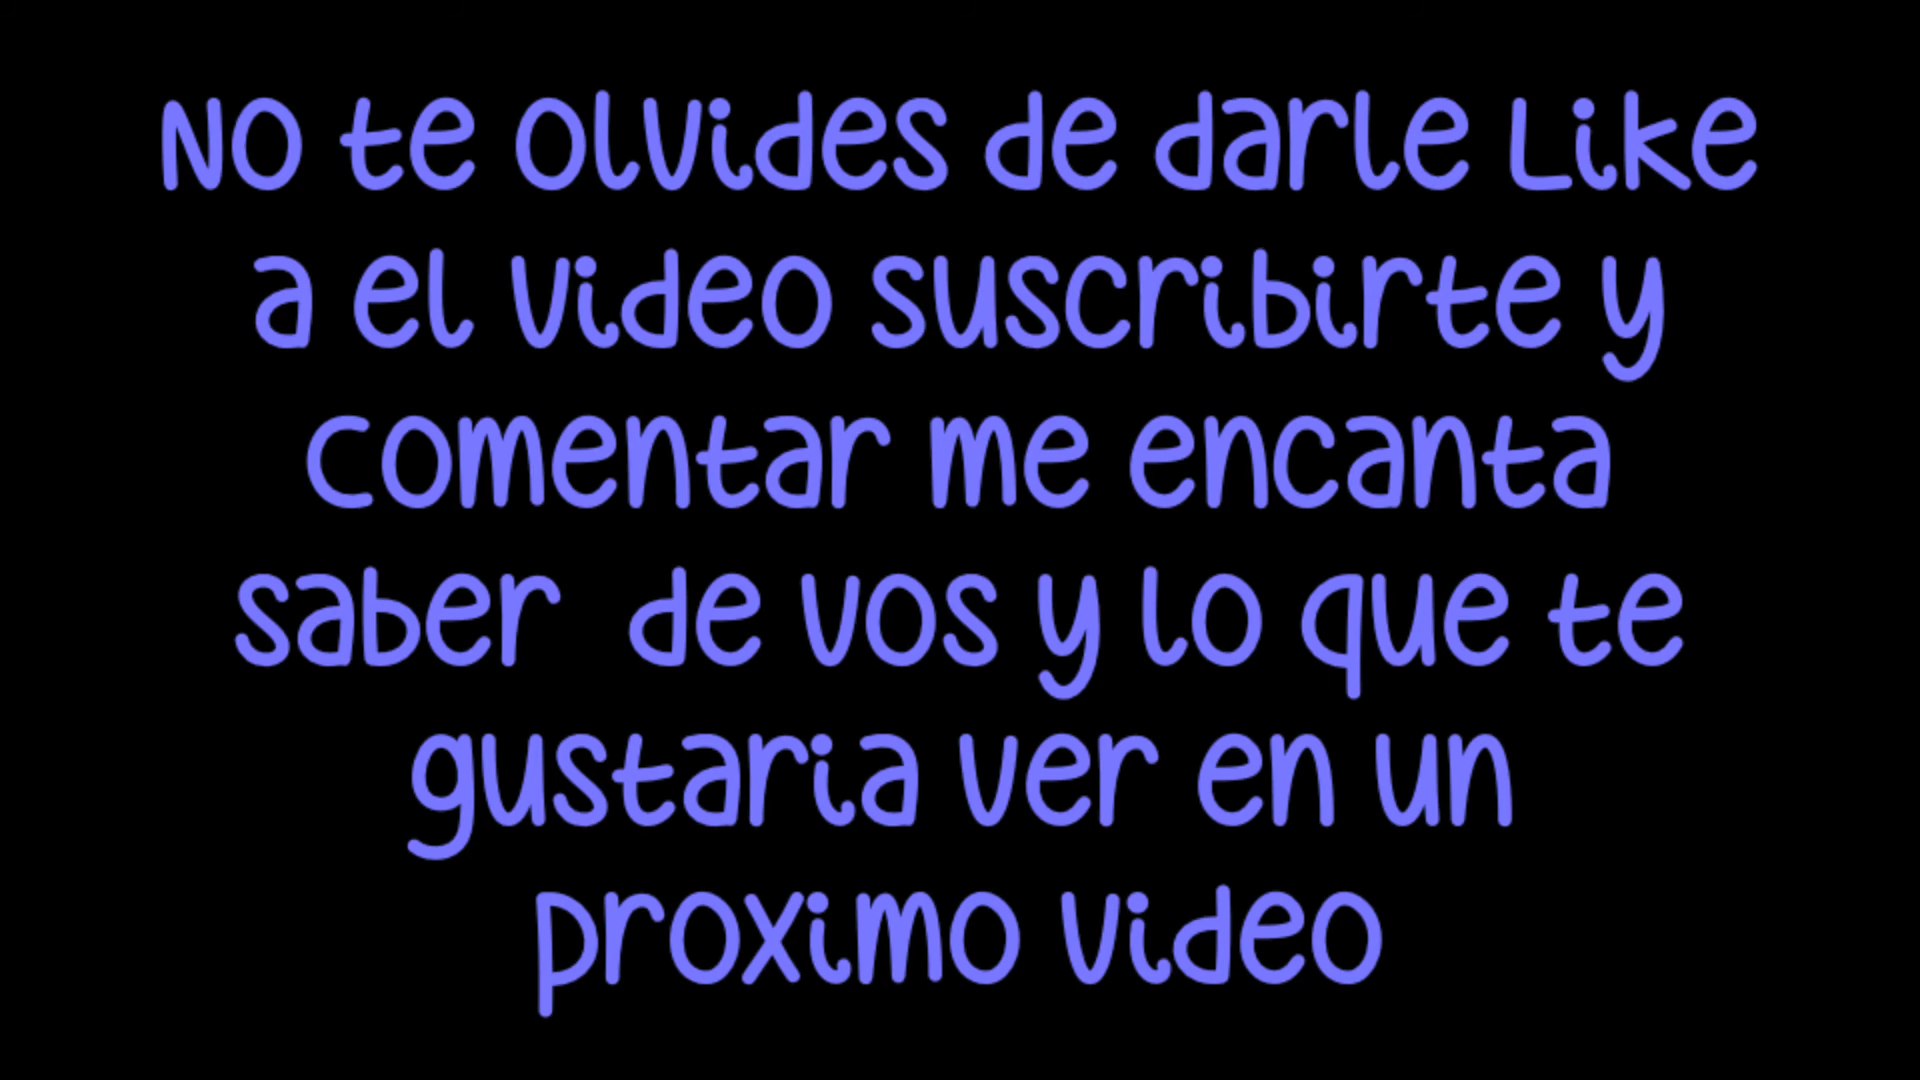 No te olvides de darle Like
a el video suscribirte y
comentar me encanta
saber  de vos y lo que te
gustaria ver en un
proximo video